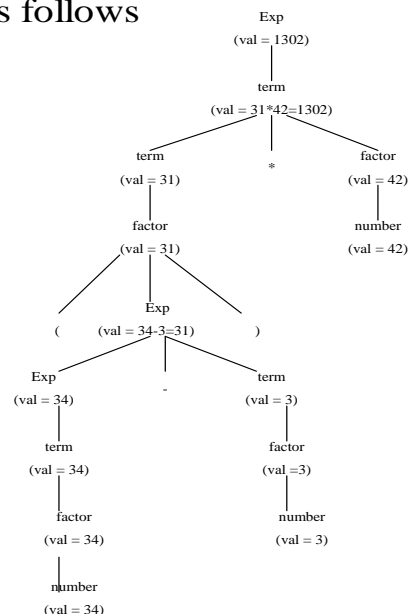 s follows
Exp
(val = 1302)
term
(val = 31*42=1302)
term * factor
(val = 31) (val = 42)
factor number
(val = 31) (val = 42)
Exp
( (val = 34-3=31) )
Exp - term
(val = 34) (val = 3)
term factor
(val = 34) (val =3)
factor number
(val = 34) (val = 3)
number
(val = 34)